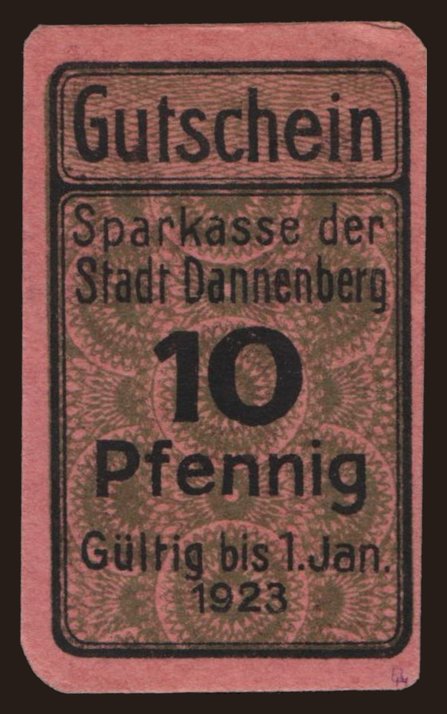 Gutschein
Sparkasse der
Stadt Dannenberg
10
Pfennig
Gültig bis 1. Jan.
1923